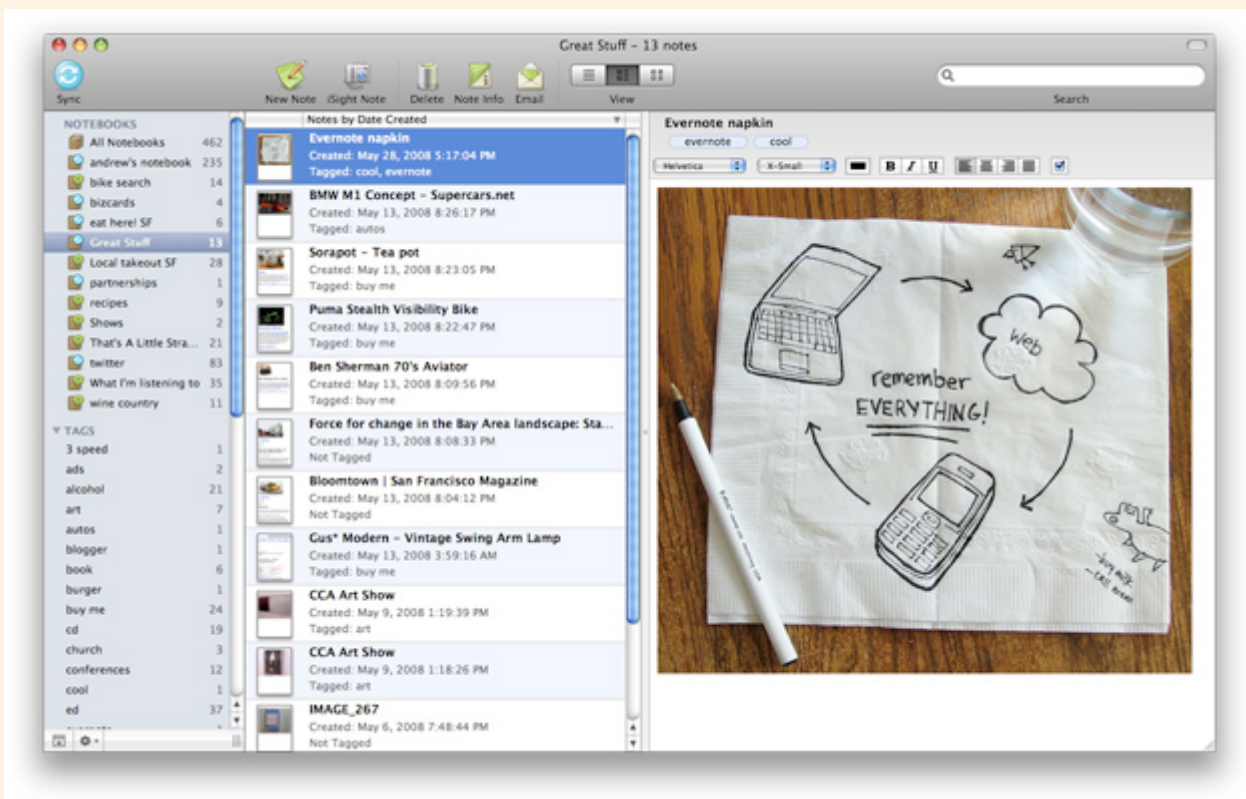 Great Stuff – 13 notes
Sync
New Note
iSight Note
Delete
Note Info
Email
View
Search
NOTEBOOKS
All Notebooks 462
andrew's notebook 235
bike search 14
bizcards 4
eat here! SF 6
Great Stuff 13
Local takeout SF 28
partnerships 1
recipes 9
Shows 2
That's A Little Stra... 21
twitter 83
What I'm listening to 35
wine country 11
TAGS
3 speed 1
ads 2
alcohol 21
art 7
autos 1
blogger 1
book 6
burger 1
buy me 24
cd 19
church 3
conferences 12
cool 1
ed 37
Notes by Date Created
Evernote napkin
Created: May 28, 2008 5:17:04 PM
Tagged: cool, evernote
BMW M1 Concept – Supercars.net
Created: May 13, 2008 8:26:17 PM
Tagged: autos
Sorapot – Tea pot
Created: May 13, 2008 8:23:05 PM
Tagged: buy me
Puma Stealth Visibility Bike
Created: May 13, 2008 8:22:47 PM
Tagged: buy me
Ben Sherman 70's Aviator
Created: May 13, 2008 8:09:56 PM
Tagged: buy me
Force for change in the Bay Area landscape: Sta...
Created: May 13, 2008 8:08:33 PM
Not Tagged
Bloomtown | San Francisco Magazine
Created: May 13, 2008 8:04:12 PM
Not Tagged
Gus* Modern – Vintage Swing Arm Lamp
Created: May 13, 2008 3:59:16 AM
Tagged: buy me
CCA Art Show
Created: May 9, 2008 1:19:39 PM
Tagged: art
CCA Art Show
Created: May 9, 2008 1:18:26 PM
Tagged: art
IMAGE_267
Created: May 6, 2008 7:48:44 PM
Not Tagged
Evernote napkin
evernote cool
Helvetica X-Small B I U
web
remember
EVERYTHING!
-buy milk
...call